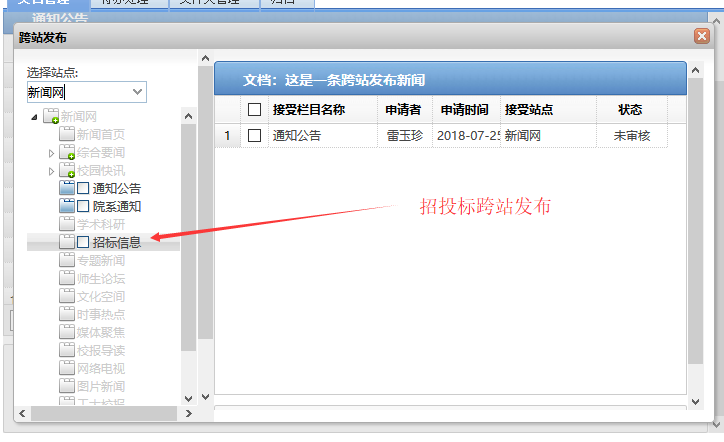 通知公告
跨站发布
选择站点:
新闻网
新闻网
新闻首页
综合要闻
校园快讯
通知公告
院系通知
学术科研
招标信息
专题新闻
师生论坛
文化空间
时事热点
媒体聚焦
校报导读
网络电视
图片新闻
文档：这是一条跨站发布新闻
接受栏目名称 申请者 申请时间 接受站点 状态
1 通知公告 雷玉珍 2018-07-25 新闻网 未审核
招投标跨站发布